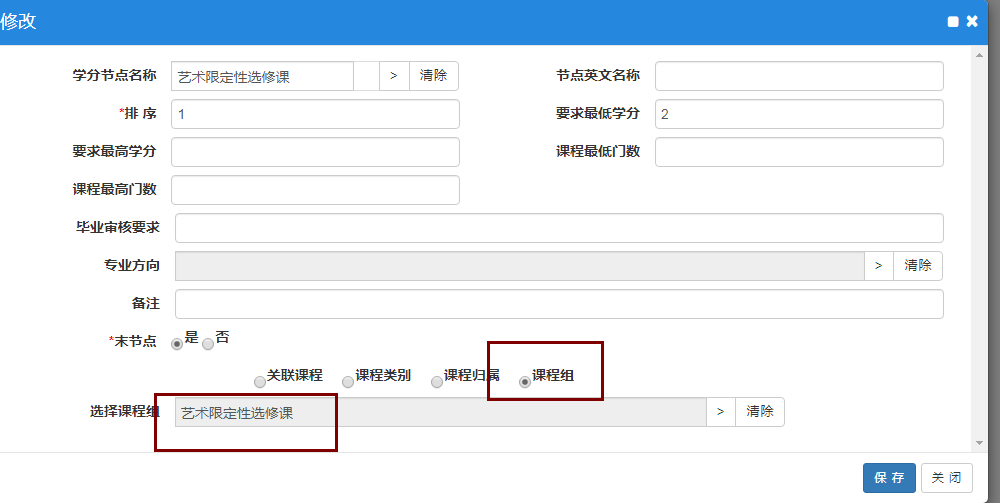 修改
学分节点名称 艺术限定性选修课 > 清除 节点英文名称
*排 序 1 要求最低学分 2
要求最高学分 课程最低门数
课程最高门数
毕业审核要求
专业方向 > 清除
备注
*末节点 是 否
关联课程 课程类别 课程归属 课程组
选择课程组 艺术限定性选修课 > 清除
保 存 关 闭